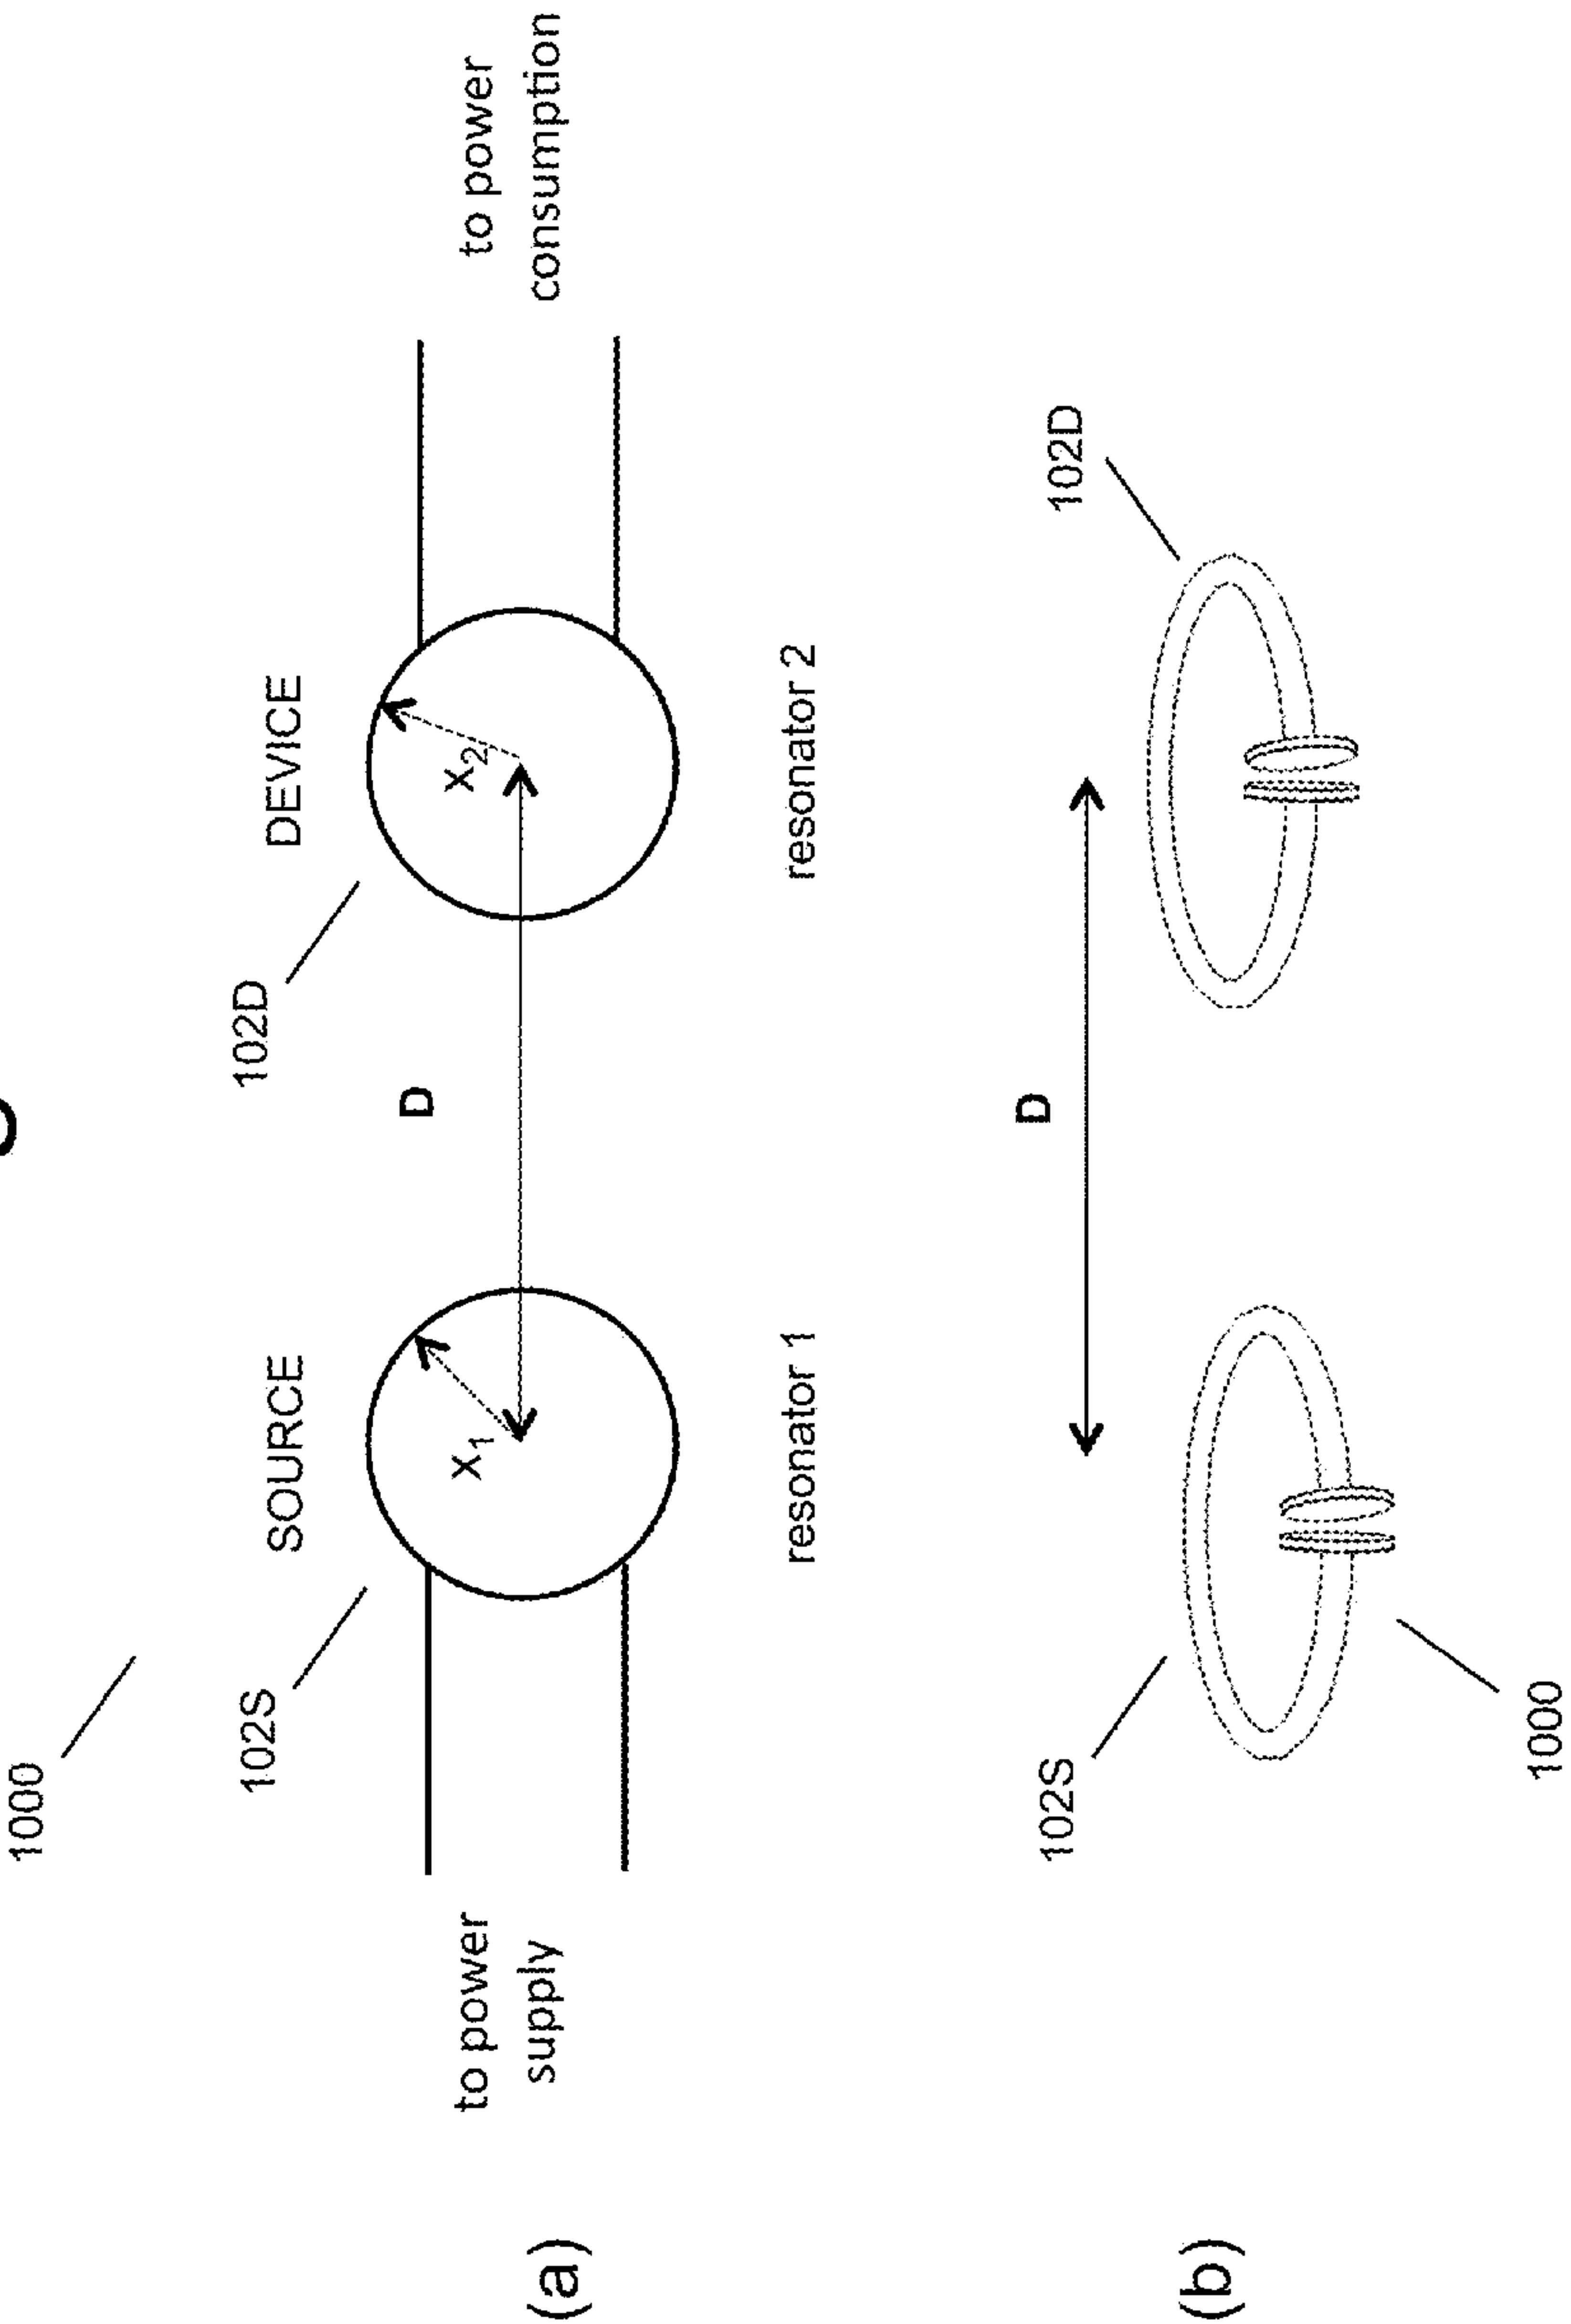 1000
102S
SOURCE
102D
DEVICE
D
x₁
x₂
to power
supply
to power
consumption
resonator 1
resonator 2
(a)
102S
D
102D
1000
(b)